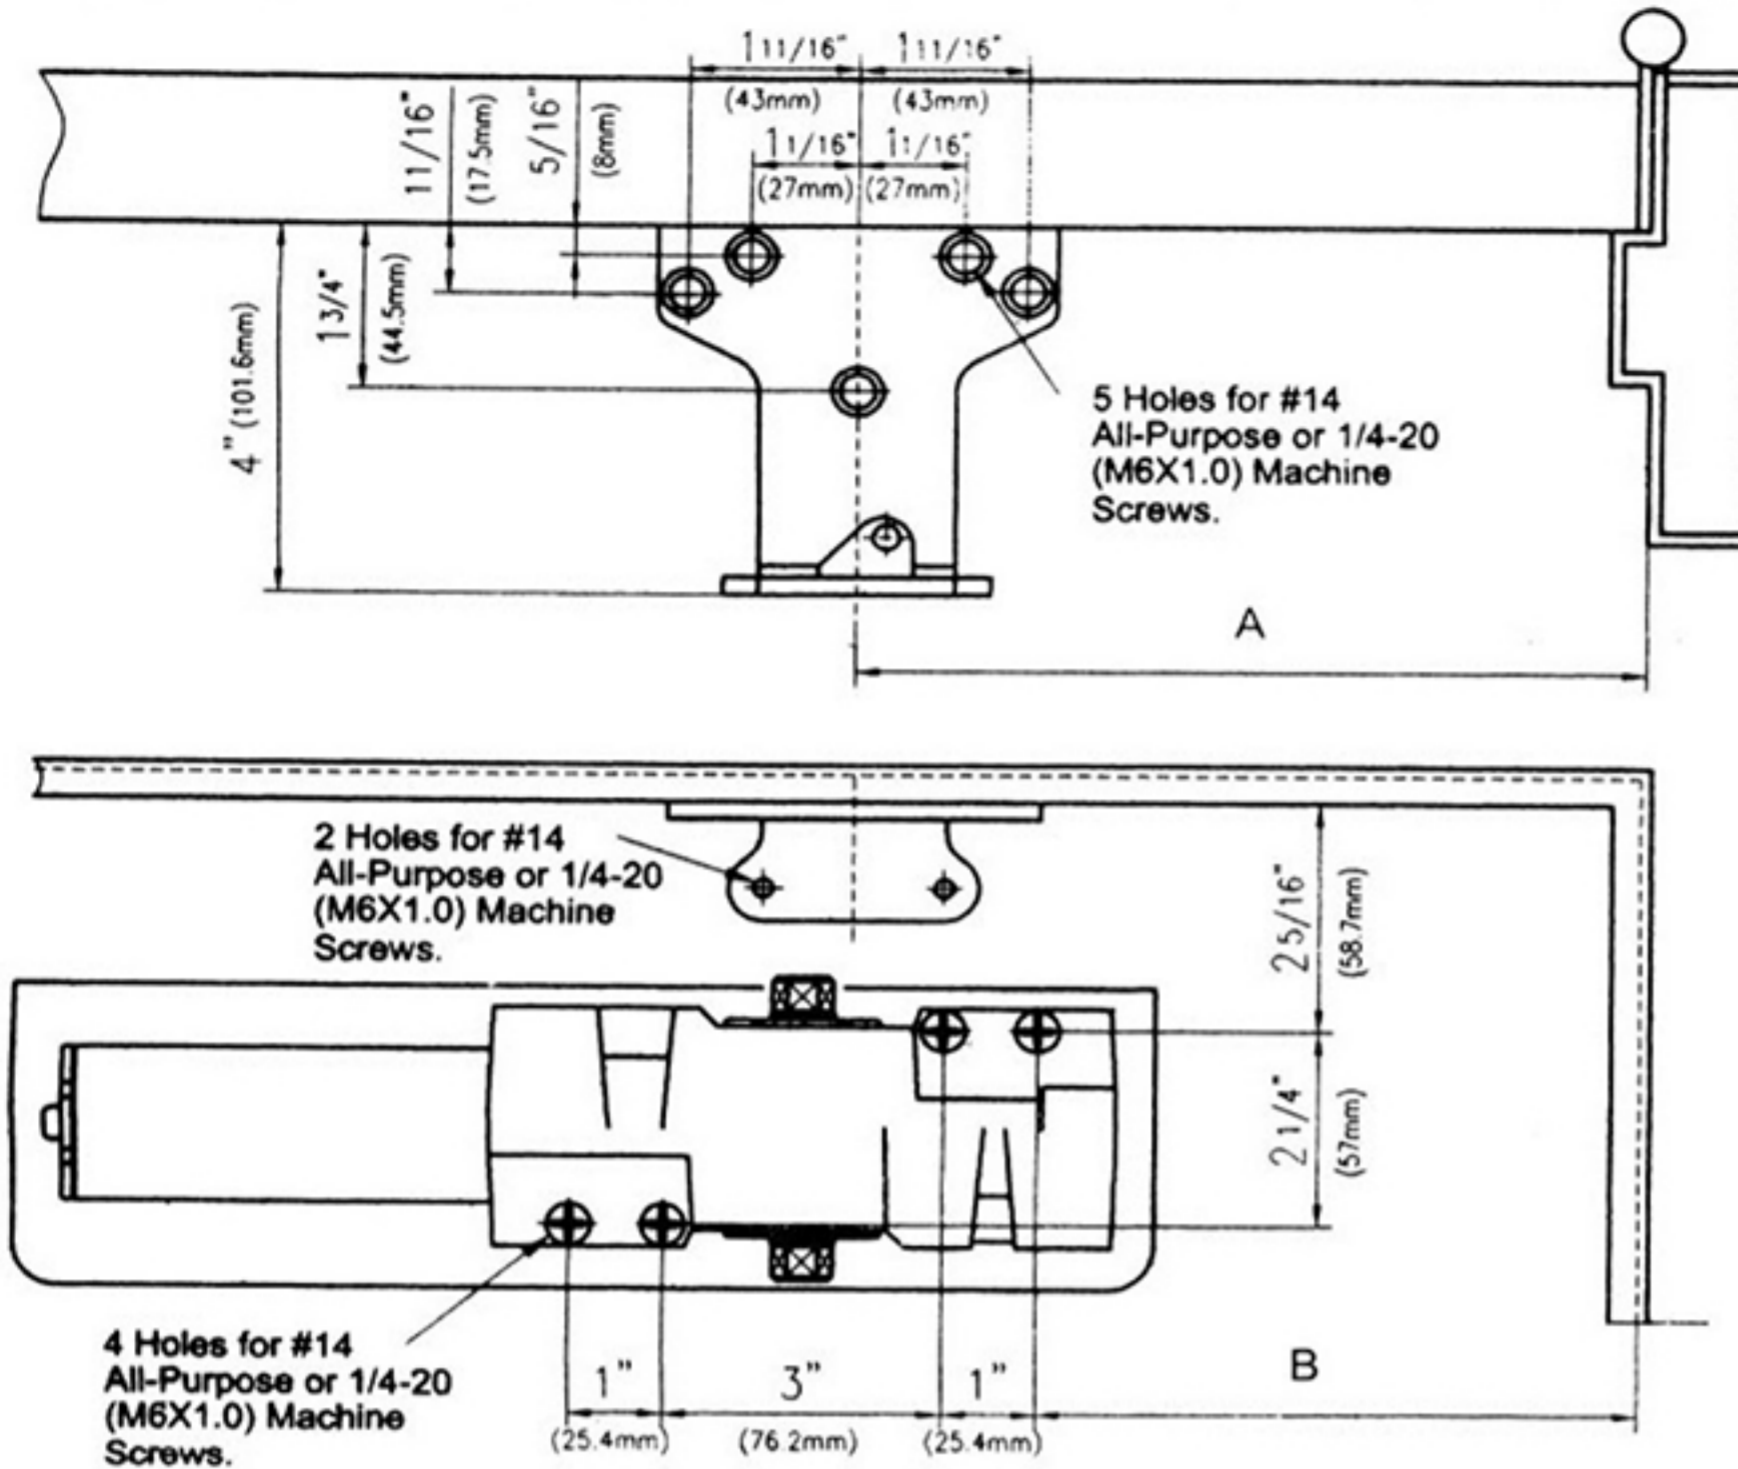 1 11/16" 1 11/16"
(43mm) (43mm)
11/16"
(17.5mm)
5/16"
(8mm)
1 1/16" 1 1/16"
(27mm) (27mm)
4" (101.6mm)
1 3/4"
(44.5mm)
5 Holes for #14
All-Purpose or 1/4-20
(M6X1.0) Machine
Screws.
A
2 Holes for #14
All-Purpose or 1/4-20
(M6X1.0) Machine
Screws.
2 5/16"
(58.7mm)
2 1/4"
(57mm)
4 Holes for #14
All-Purpose or 1/4-20
(M6X1.0) Machine
Screws.
1" 3" 1" B
(25.4mm) (76.2mm) (25.4mm)